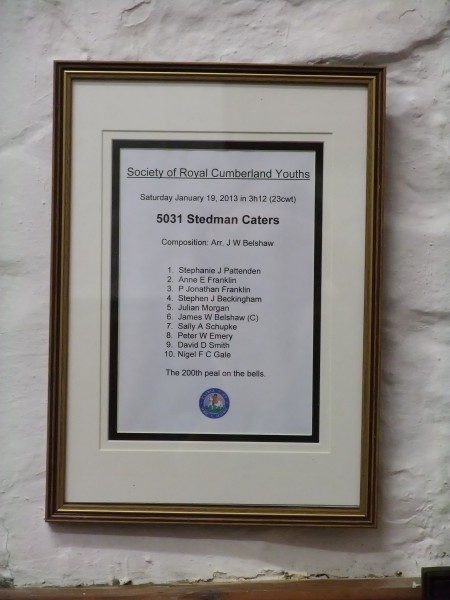 Society of Royal Cumberland Youths
Saturday January 19, 2013 in 3h12 (23cwt)
5031 Stedman Caters
Composition: Arr. J W Belshaw
1. Stephanie J Pattenden
2. Anne E Franklin
3. P Jonathan Franklin
4. Stephen J Beckingham
5. Julian Morgan
6. James W Belshaw (C)
7. Sally A Schupke
8. Peter W Emery
9. David D Smith
10. Nigel F C Gale
The 200th peal on the bells.